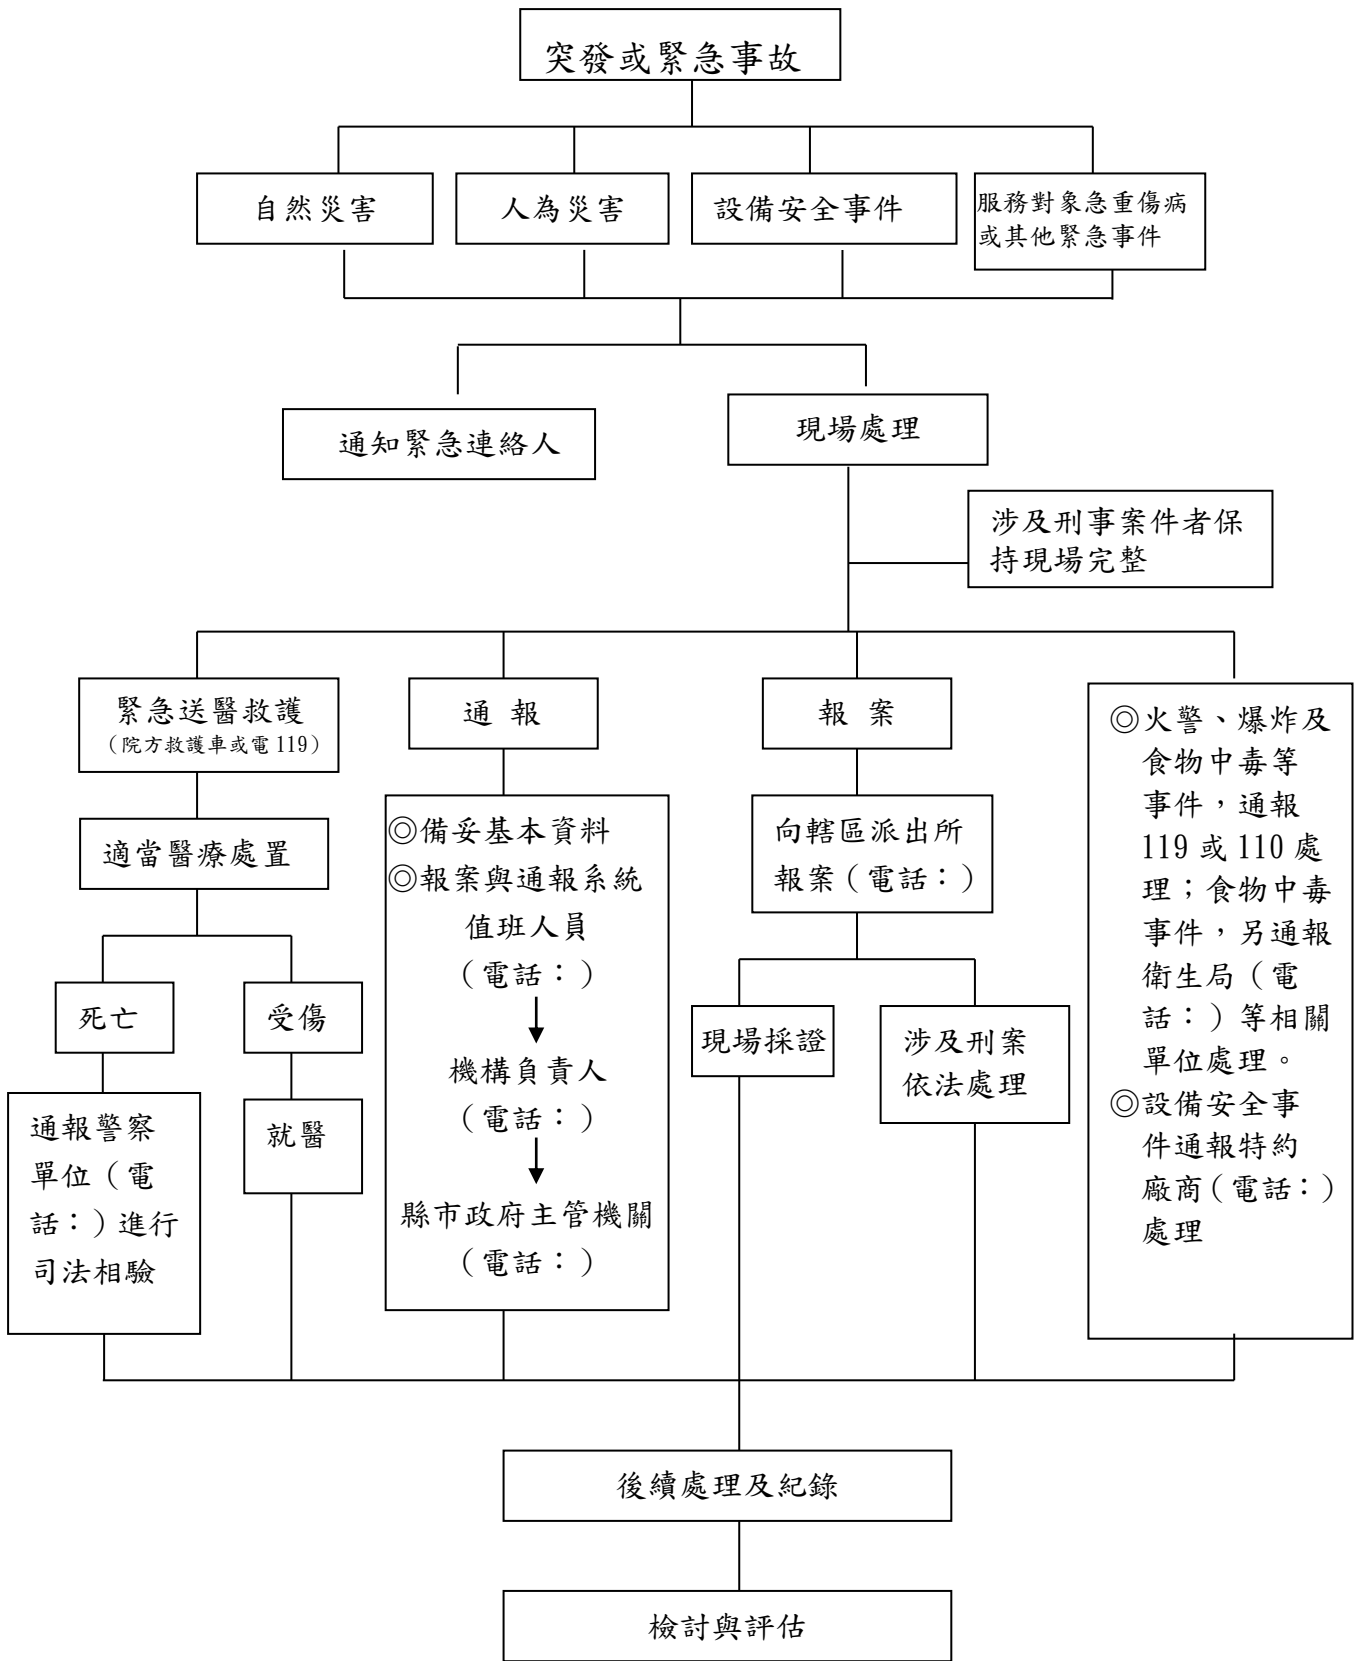 突發或緊急事故
自然災害
人為災害
設備安全事件
服務對象急重傷病
或其他緊急事件
通知緊急連絡人
現場處理
涉及刑事案件者保
持現場完整
緊急送醫救護
（院方救護車或電119）
適當醫療處置
死亡
受傷
通報警察
單位（電
話：）進行
司法相驗
就醫
通 報
◎備妥基本資料
◎報案與通報系統
值班人員
（電話：）
機構負責人
（電話：）
縣市政府主管機關
（電話：）
報 案
向轄區派出所
報案（電話：）
現場採證
涉及刑案
依法處理
◎火警、爆炸及
食物中毒等
事件，通報
119或110處
理；食物中毒
事件，另通報
衛生局（電
話：）等相關
單位處理。
◎設備安全事
件通報特約
廠商（電話：）
處理
後續處理及紀錄
檢討與評估